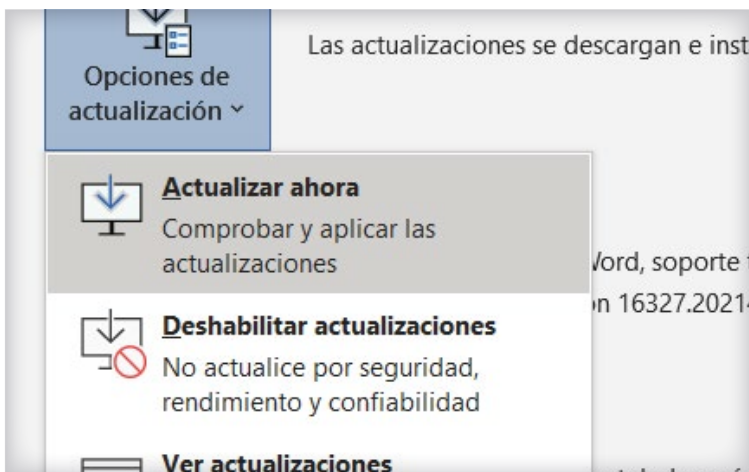 Las actualizaciones se descargan e inst
Opciones de
actualización
Actualizar ahora
Comprobar y aplicar las
actualizaciones
Word, soporte
16327.2021
Deshabilitar actualizaciones
No actualice por seguridad,
rendimiento y confiabilidad
Ver actualizaciones